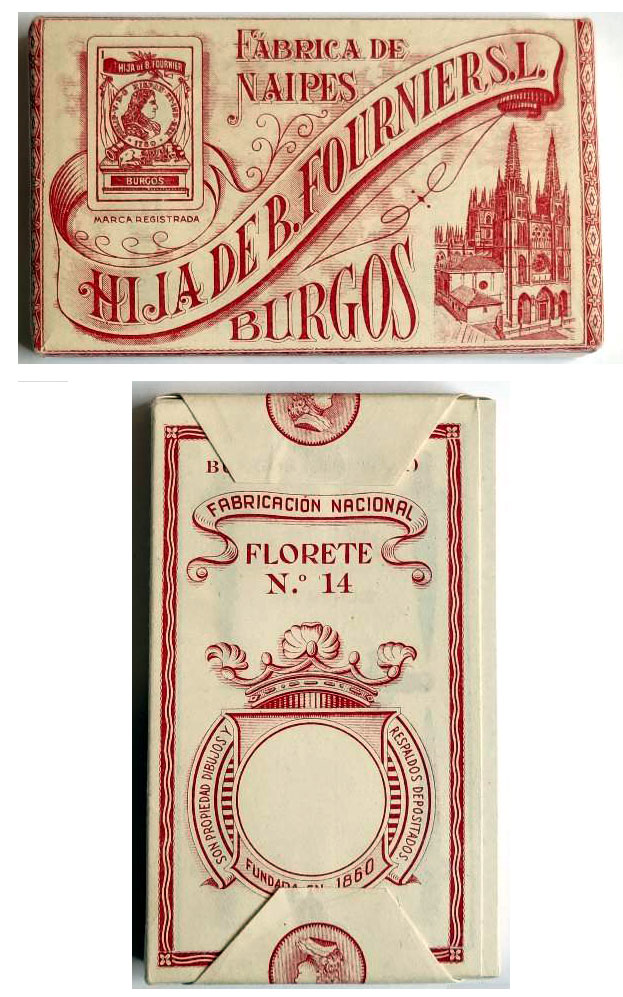 FÁBRICA DE
NAIPES
HIJA DE B. FOURNIER
1780
BURGOS
MARCA REGISTRADA
HIJA DE B. FOURNIER S.L.
BURGOS
FABRICACIÓN NACIONAL
FLORETE
N.º 14
SON PROPIEDAD DIBUJOS Y
RESPALDOS DEPOSITADOS
FUNDADA EN 1860